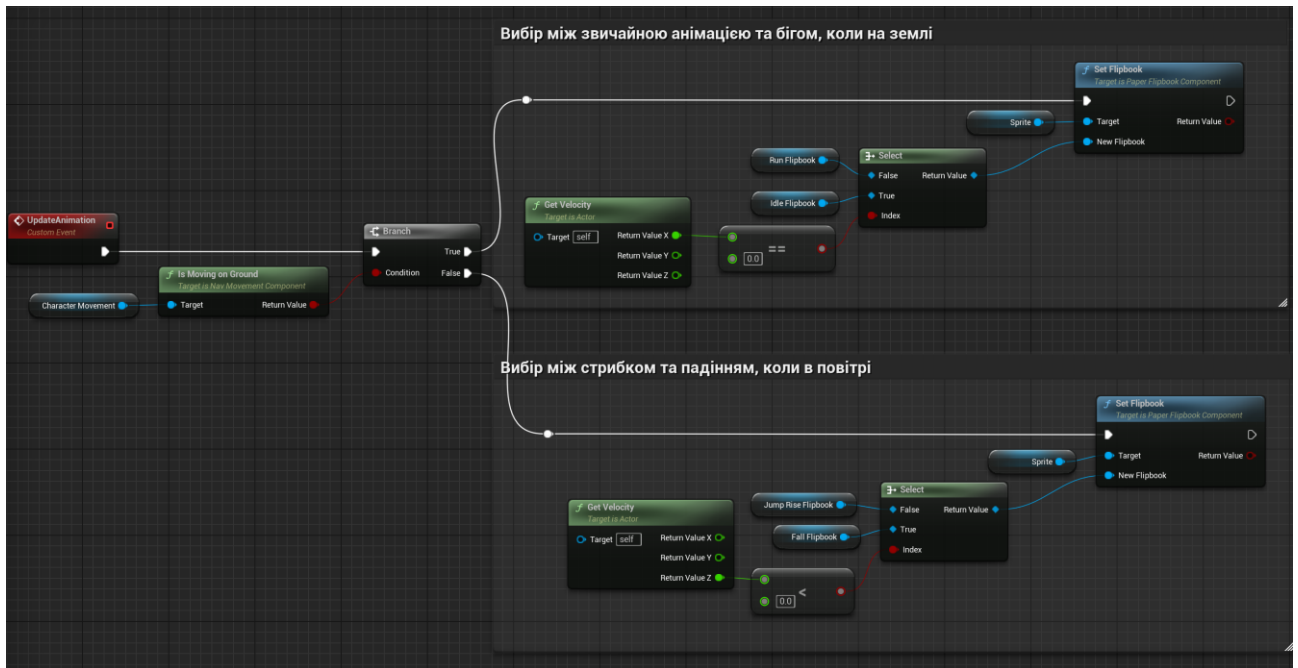 Вибір між звичайною анімацією та бігом, коли на землі
Set Flipbook
Target is Paper Flipbook Component
Sprite
Target
Return Value
New Flipbook
Select
Run Flipbook
False
Return Value
Idle Flipbook
True
Index
Get Velocity
Target is Actor
Target self
Return Value X
Return Value Y
Return Value Z
==
0.0
UpdateAnimation
Custom Event
Branch
True
Condition
False
Is Moving on Ground
Target is Nav Movement Component
Character Movement
Target
Return Value
Вибір між стрибком та падінням, коли в повітрі
Set Flipbook
Target is Paper Flipbook Component
Sprite
Target
Return Value
New Flipbook
Select
Jump Rise Flipbook
False
Return Value
Fall Flipbook
True
Index
Get Velocity
Target is Actor
Target self
Return Value X
Return Value Y
Return Value Z
<
0.0